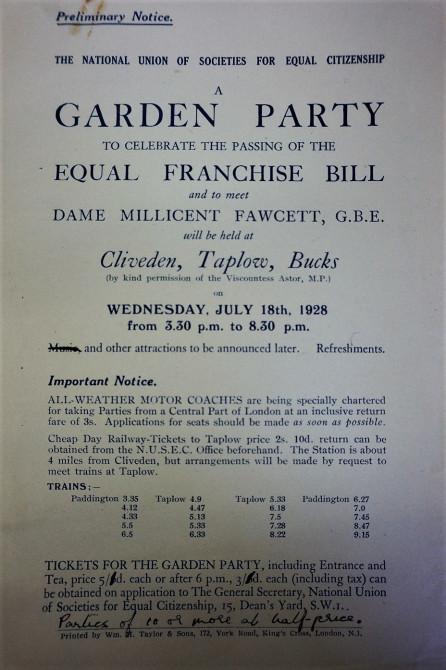 Preliminary Notice.
THE NATIONAL UNION OF SOCIETIES FOR EQUAL CITIZENSHIP
A
GARDEN PARTY
TO CELEBRATE THE PASSING OF THE
EQUAL FRANCHISE BILL
and to meet
DAME MILLICENT FAWCETT, G.B.E.
will be held at
Cliveden, Taplow, Bucks
(by kind permission of the Viscountess Astor, M.P.)
on
WEDNESDAY, JULY 18th, 1928
from 3.30 p.m. to 8.30 p.m.
Music, and other attractions to be announced later. Refreshments.
Important Notice.
ALL-WEATHER MOTOR COACHES are being specially chartered
for taking Parties from a Central Part of London at an inclusive return
fare of 3s. Applications for seats should be made as soon as possible.
Cheap Day Railway-Tickets to Taplow price 2s. 10d. return can be
obtained from the N.U.S.E.C. Office beforehand. The Station is about
4 miles from Cliveden, but arrangements will be made by request to
meet trains at Taplow.
TRAINS;—
Paddington 3.35 Taplow 4.9 Taplow 5.33 Paddington 6.27
4.12 4.47 6.18 7.0
4.33 5.13 7.5 7.45
5.5 5.33 7.28 8.47
6.5 6.33 8.22 9.15
TICKETS FOR THE GARDEN PARTY, including Entrance and
Tea, price 5/6d. each or after 6 p.m., 3/6d. each (including tax) can
be obtained on application to The General Secretary, National Union
of Societies for Equal Citizenship, 15, Dean's Yard, S.W.1.
Parties of 10 or more at half-price.
Printed by Wm. H. Taylor & Sons, 172, York Road, King's Cross, London, N.1.